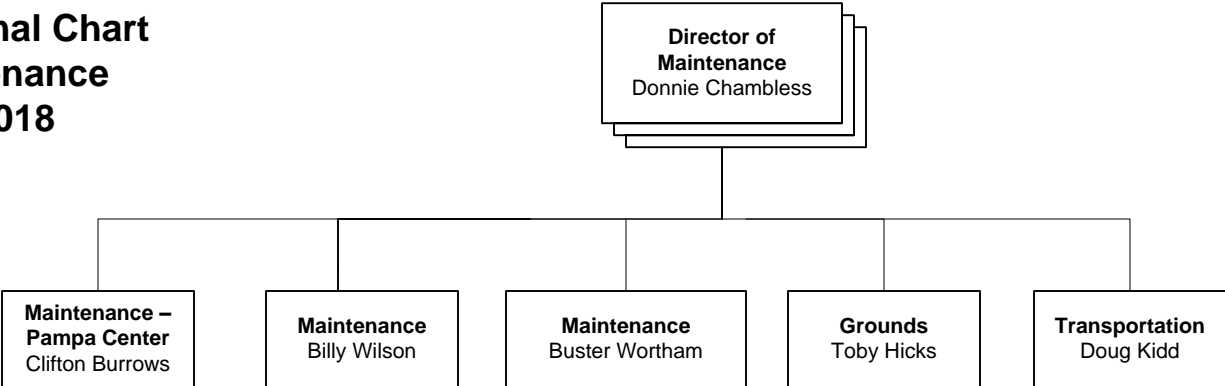 nal Chart
enance
018
Director of
Maintenance
Donnie Chambless
Maintenance –
Pampa Center
Clifton Burrows
Maintenance
Billy Wilson
Maintenance
Buster Wortham
Grounds
Toby Hicks
Transportation
Doug Kidd